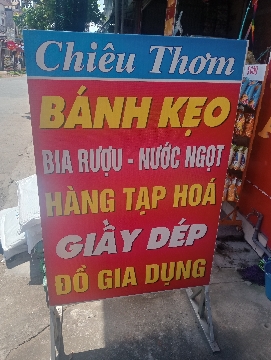 Chiêu Thơm
BÁNH KẸO
BIA RƯỢU - NƯỚC NGỌT
HÀNG TẠP HOÁ
GIẦY DÉP
ĐỒ GIA DỤNG